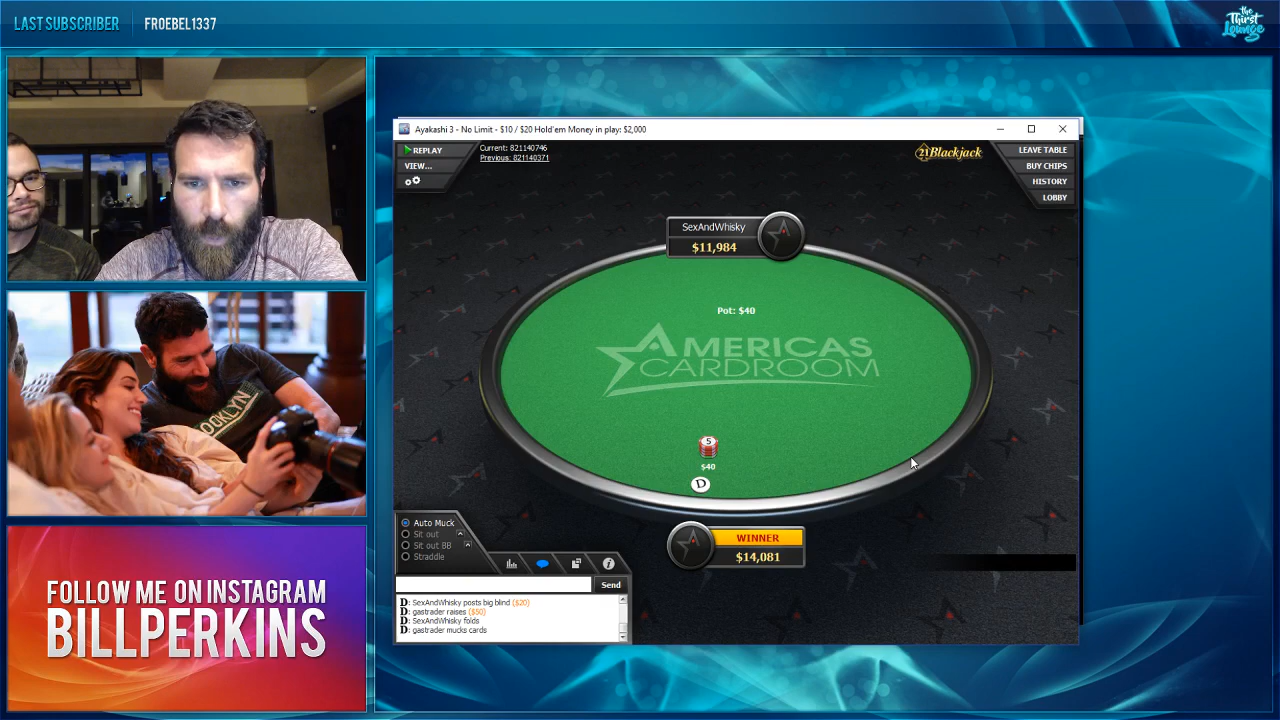 LAST SUBSCRIBER
FROEBEL1337
the
Thirst
Lounge
Ayakashi 3 - No Limit - $10 / $20 Hold'em Money in play: $2,000
REPLAY
VIEW...
Current: 821140746
Previous: 821140371
21 Blackjack
LEAVE TABLE
BUY CHIPS
HISTORY
LOBBY
SexAndWhisky
$11,984
Pot: $40
AMERICAS
CARDROOM
5
$40
D
WINNER
$14,081
Auto Muck
Sit out
Sit out BB
Straddle
Send
D: SexAndWhisky posts big blind ($20)
D: gastrader raises ($50)
D: SexAndWhisky folds
D: gastrader mucks cards
BROOKLYN
FOLLOW ME ON INSTAGRAM
BILLPERKINS